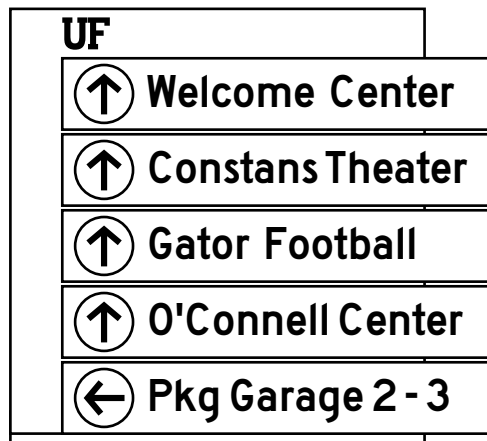 UF
Welcome Center
Constans Theater
Gator Football
O'Connell Center
Pkg Garage 2 - 3